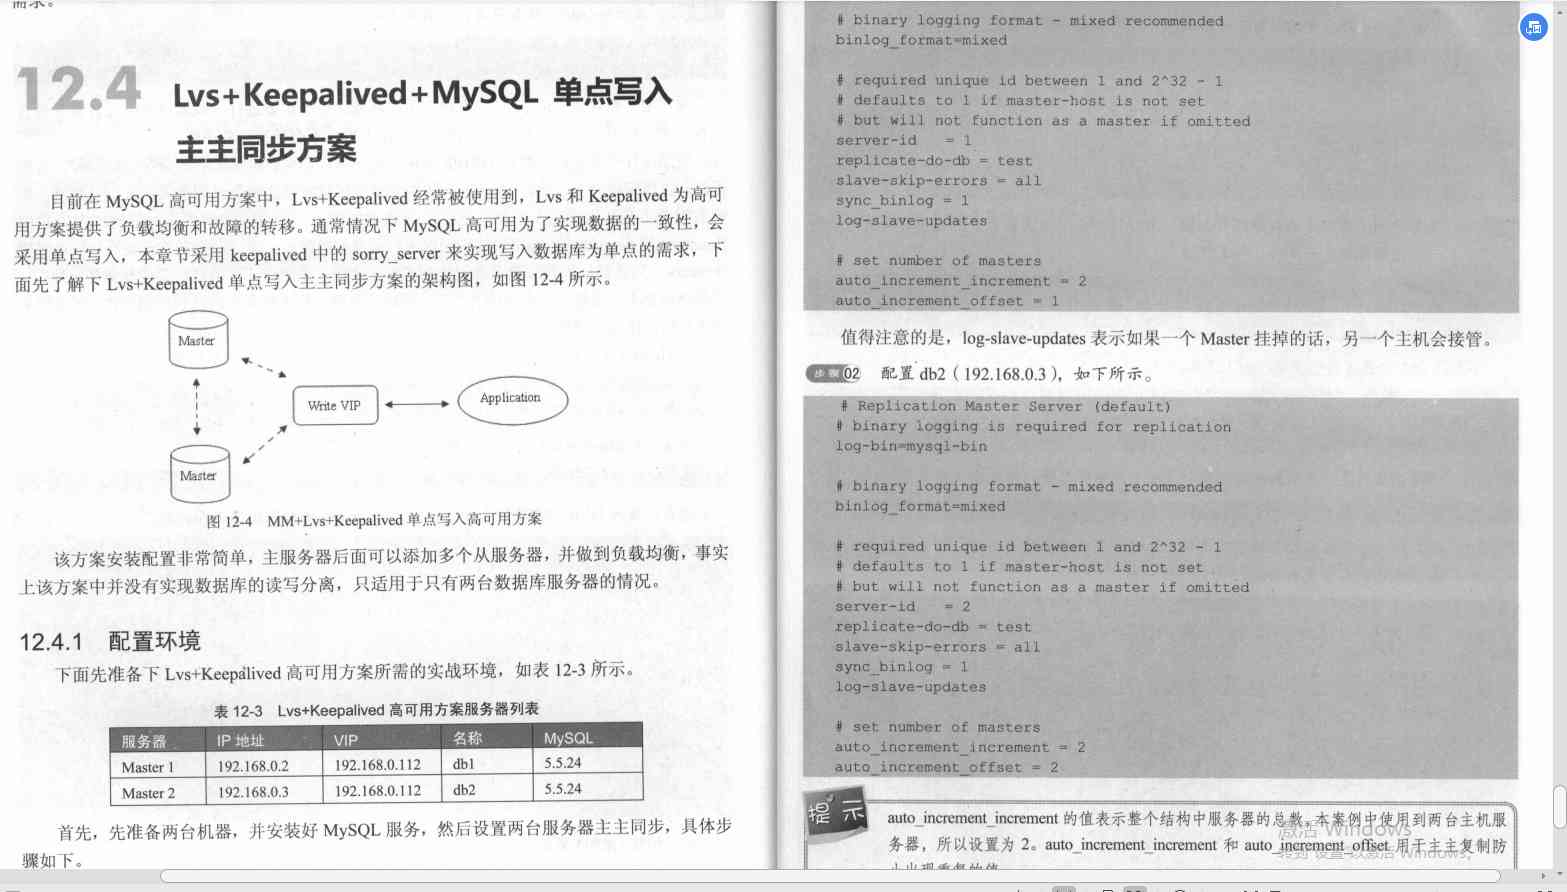 需求。
12.4 Lvs+Keepalived+MySQL 单点写入
主主同步方案
目前在 MySQL 高可用方案中，Lvs+Keepalived 经常被使用到，Lvs 和 Keepalived 为高可
用方案提供了负载均衡和故障的转移。通常情况下 MySQL 高可用为了实现数据的一致性，会
采用单点写入，本章节采用 keepalived 中的 sorry_server 来实现写入数据库为单点的需求，下
面先了解下 Lvs+Keepalived 单点写入主主同步方案的架构图，如图 12-4 所示。
Master
Write VIP
Application
Master
图 12-4 MM+Lvs+Keepalived 单点写入高可用方案
该方案安装配置非常简单，主服务器后面可以添加多个从服务器，并做到负载均衡，事实
上该方案中并没有实现数据库的读写分离，只适用于只有两台数据库服务器的情况。
12.4.1 配置环境
下面先准备下 Lvs+Keepalived 高可用方案所需的实战环境，如表 12-3 所示。
表 12-3 Lvs+Keepalived 高可用方案服务器列表
服务器 IP 地址 VIP 名称 MySQL
Master 1 192.168.0.2 192.168.0.112 db1 5.5.24
Master 2 192.168.0.3 192.168.0.112 db2 5.5.24
首先，先准备两台机器，并安装好 MySQL 服务，然后设置两台服务器主主同步，具体步
骤如下。
# binary logging format - mixed recommended
binlog_format=mixed
# required unique id between 1 and 2^32 - 1
# defaults to 1 if master-host is not set
# but will not function as a master if omitted
server-id = 1
replicate-do-db = test
slave-skip-errors = all
sync_binlog = 1
log-slave-updates
# set number of masters
auto_increment_increment = 2
auto_increment_offset = 1
值得注意的是，log-slave-updates 表示如果一个 Master 挂掉的话，另一个主机会接管。
步骤 02 配置 db2（192.168.0.3），如下所示。
# Replication Master Server (default)
# binary logging is required for replication
log-bin=mysql-bin
# binary logging format - mixed recommended
binlog_format=mixed
# required unique id between 1 and 2^32 - 1
# defaults to 1 if master-host is not set
# but will not function as a master if omitted
server-id = 2
replicate-do-db = test
slave-skip-errors = all
sync_binlog = 1
log-slave-updates
# set number of masters
auto_increment_increment = 2
auto_increment_offset = 2
提示
auto_increment_increment 的值表示整个结构中服务器的总数，本案例中使用到两台主机服
务器，所以设置为 2。auto_increment_increment 和 auto_increment_offset 用于主主复制防
激活 Windows
转到"设置"以激活 Windows。